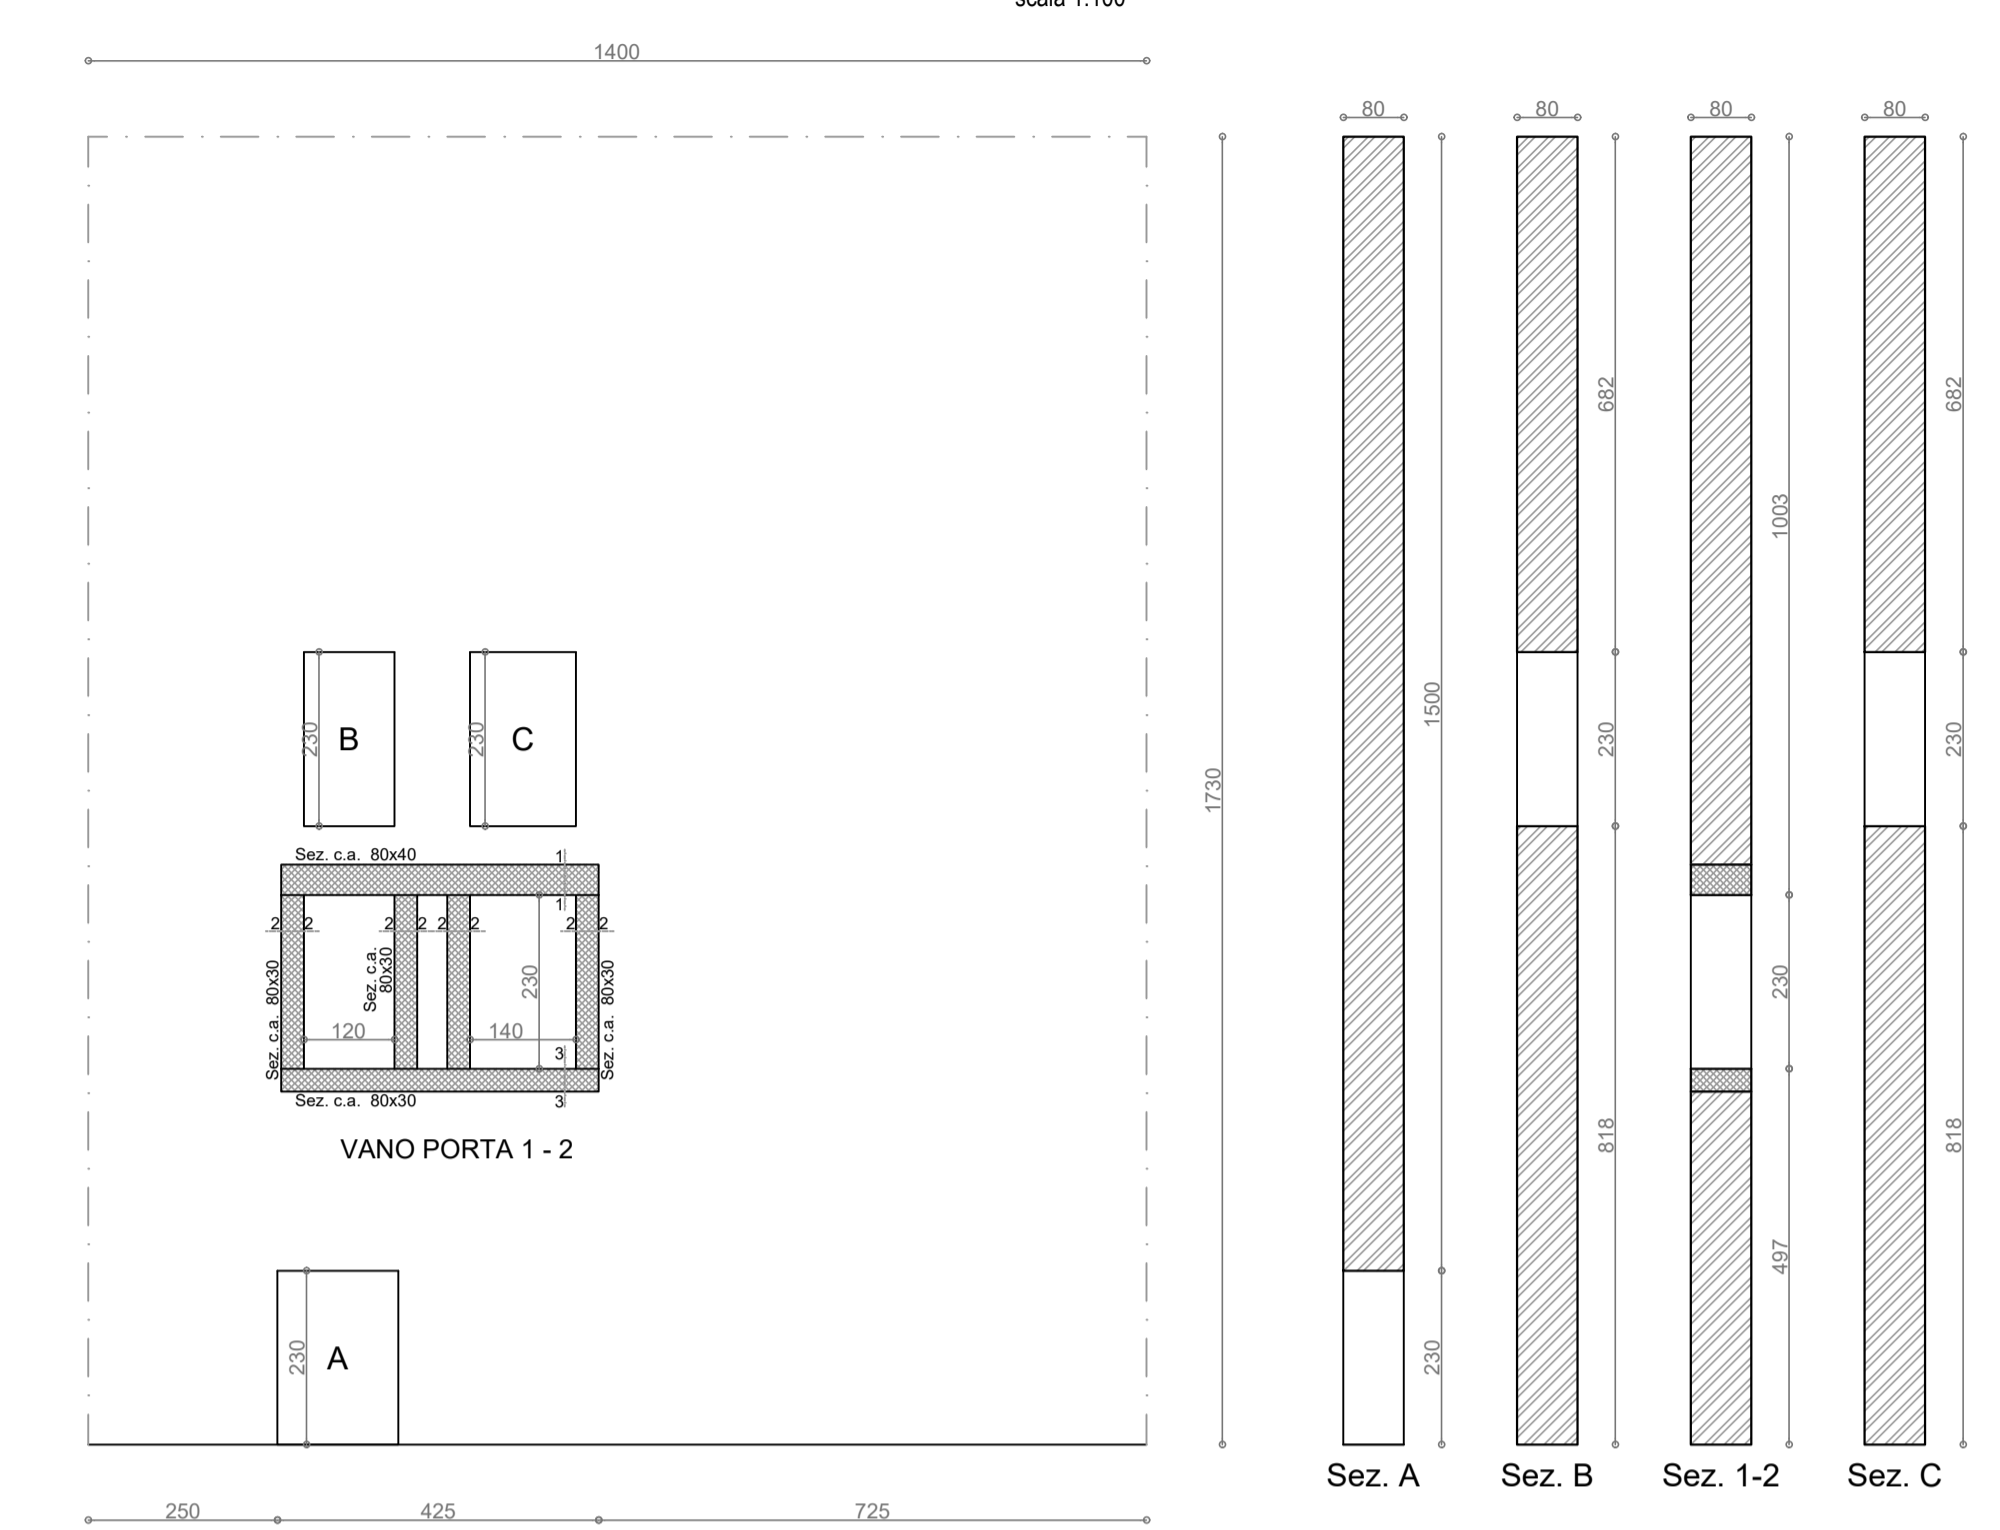 scala 1:100
1400
80
80
80
80
682
682
1003
1500
230
B
230
C
230
230
1730
Sez. c.a. 80x40
1
1
2
2
2
2
2
2
2
2
Sez. c.a. 80x30
Sez. c.a.
80x30
230
Sez. c.a. 80x30
230
120
140
3
Sez. c.a. 80x30
3
VANO PORTA 1 - 2
818
818
497
230
A
230
Sez. A
Sez. B
Sez. 1-2
Sez. C
250
425
725